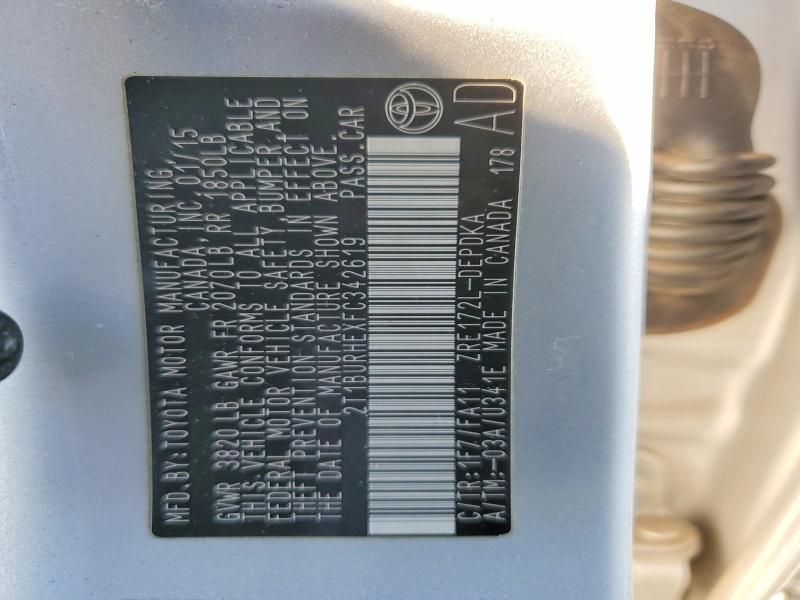 MFD.BY:TOYOTA MOTOR MANUFACTURING
CANADA, INC. 01/15
GVWR 3820LB GAWR FR 2070LB RR 1850LB
THIS VEHICLE CONFORMS TO ALL APPLICABLE
FEDERAL MOTOR VEHICLE SAFETY, BUMPER, AND
THEFT PREVENTION STANDARDS IN EFFECT ON
THE DATE OF MANUFACTURE SHOWN ABOVE.
2T1BURHEXFC342619 PASS.CAR
C/TR:1F7/FA11 ZRE172L-DEPDKA
A/TM:-03A/U341E MADE IN CANADA 178
AD